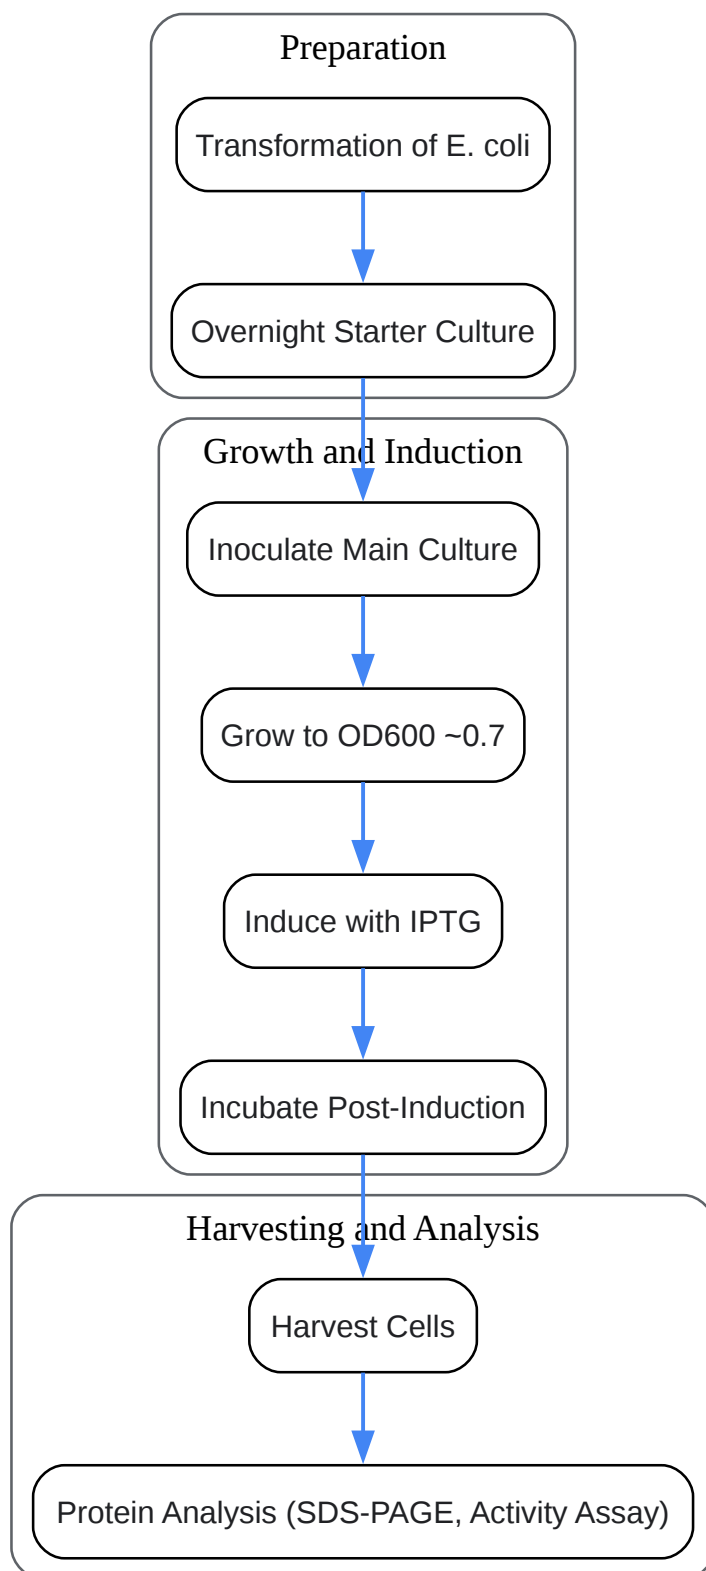 Preparation
Transformation of E. coli
Overnight Starter Culture
Growth and Induction
Inoculate Main Culture
Grow to OD600 ~0.7
Induce with IPTG
Incubate Post-Induction
Harvesting and Analysis
Harvest Cells
Protein Analysis (SDS-PAGE, Activity Assay)